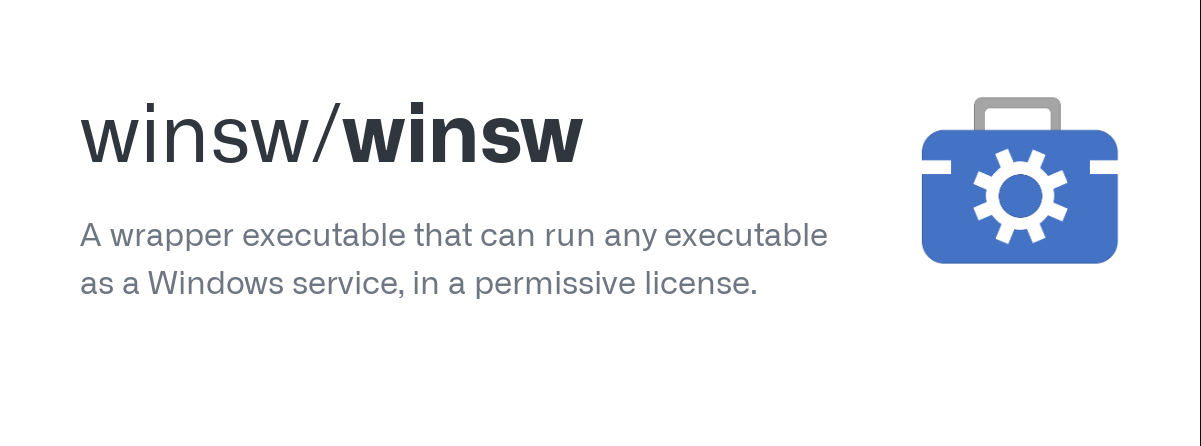 winsw/winsw
A wrapper executable that can run any executable
as a Windows service, in a permissive license.